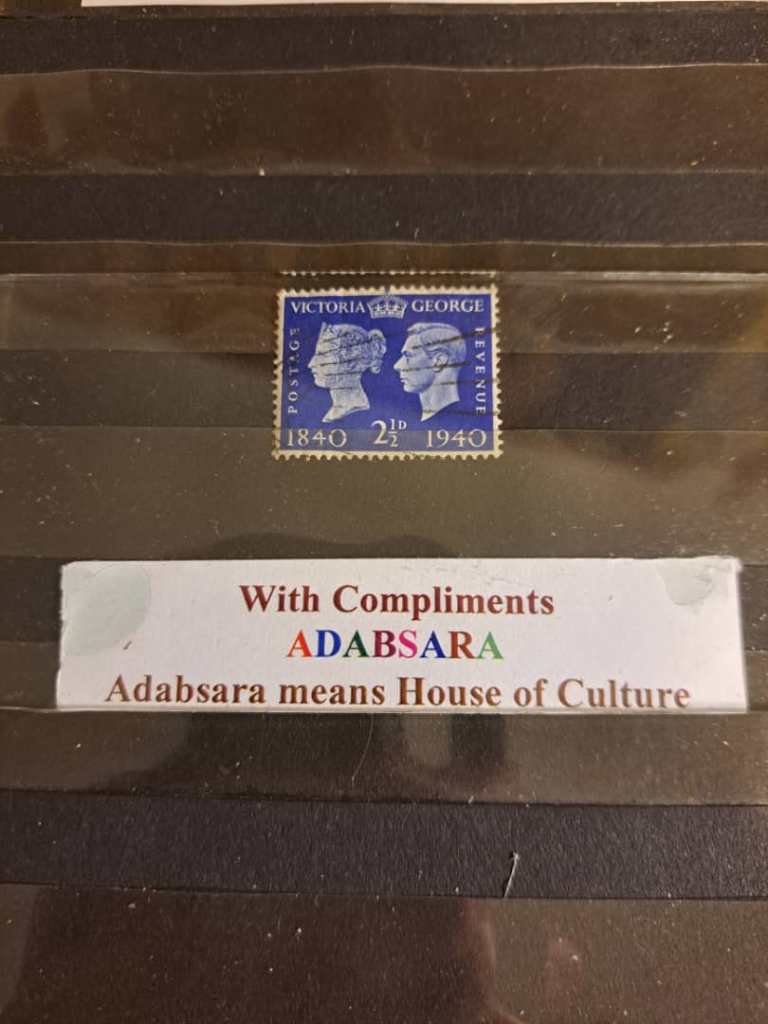 VICTORIA GEORGE
POSTAGE
REVENUE
1840 2½D 1940
With Compliments
ADABSARA
Adabsara means House of Culture